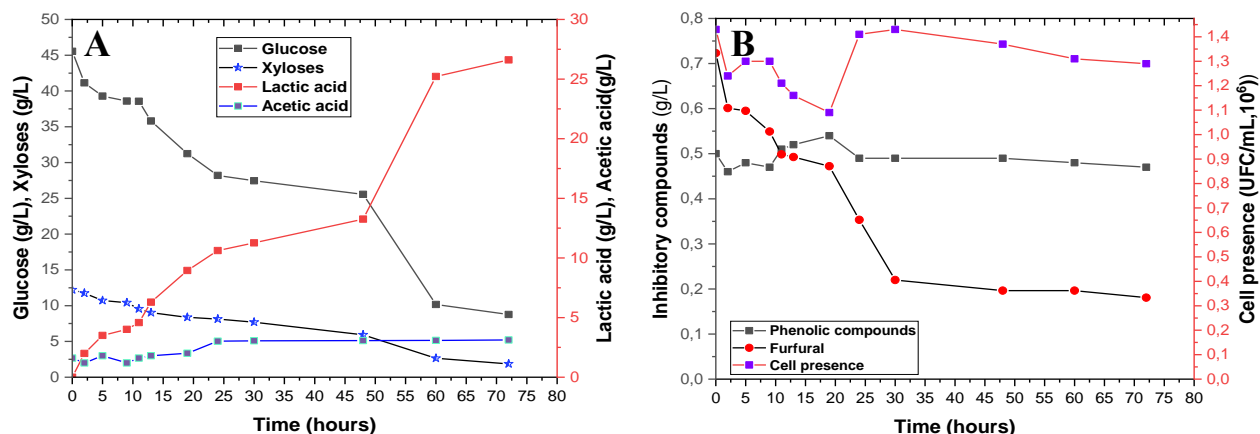 A
Glucose
Xyloses
Lactic acid
Acetic acid
Glucose (g/L), Xyloses (g/L)
50
45
40
35
30
25
20
15
10
5
0
Lactic acid (g/L), Acetic acid(g/L)
30
25
20
15
10
5
0
0 5 10 15 20 25 30 35 40 45 50 55 60 65 70 75 80
Time (hours)
B
Phenolic compounds
Furfural
Cell presence
Inhibitory compounds (g/L)
0,8
0,7
0,6
0,5
0,4
0,3
0,2
0,1
0,0
Cell presence (UFC/mL,10⁶))
1,4
1,3
1,2
1,1
1,0
0,9
0,8
0,7
0,6
0,5
0,4
0,3
0,2
0,1
0,0
0 5 10 15 20 25 30 35 40 45 50 55 60 65 70 75 80
Time (hours)